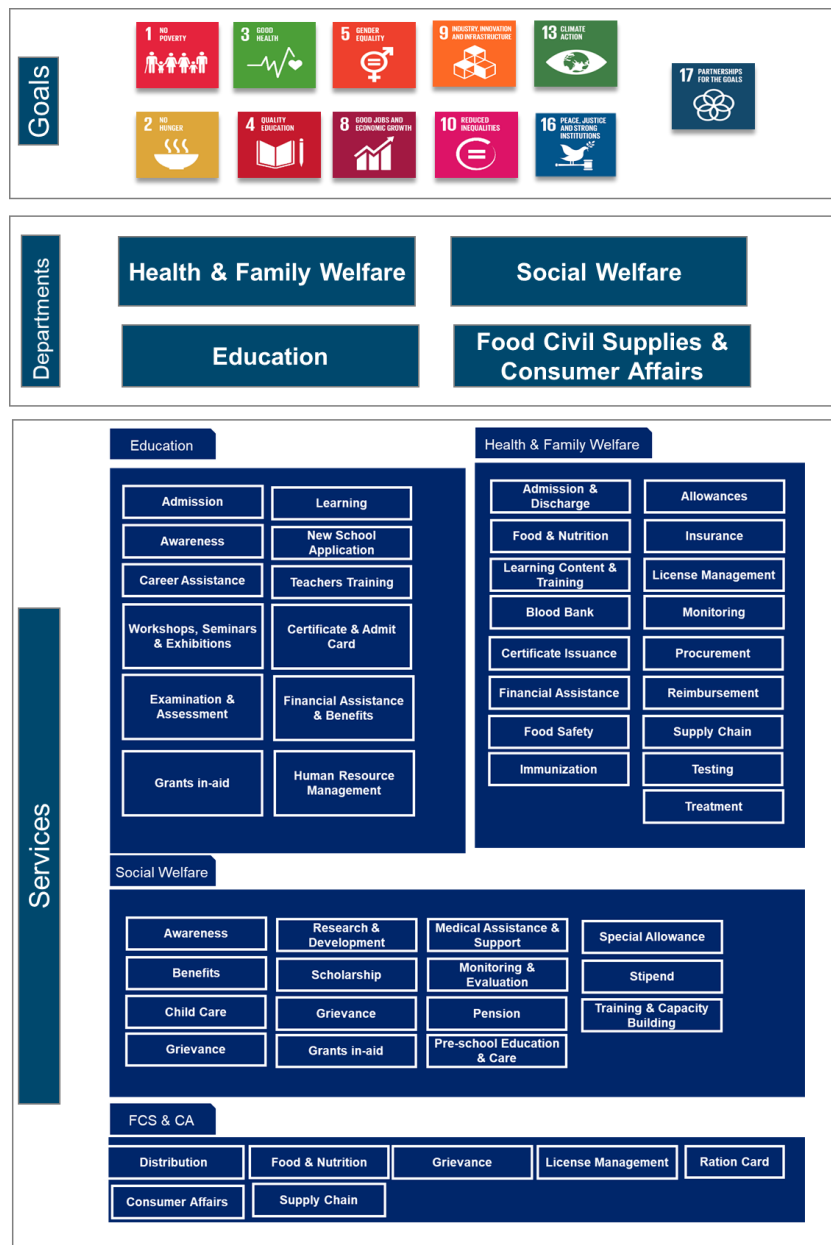 Goals
1 NO
POVERTY
3 GOOD
HEALTH
5 GENDER
EQUALITY
9 INDUSTRY, INNOVATION
AND INFRASTRUCTURE
13 CLIMATE
ACTION
17 PARTNERSHIPS
FOR THE GOALS
2 NO
HUNGER
4 QUALITY
EDUCATION
8 GOOD JOBS AND
ECONOMIC GROWTH
10 REDUCED
INEQUALITIES
16 PEACE, JUSTICE
AND STRONG
INSTITUTIONS
Departments
Health & Family Welfare
Social Welfare
Education
Food Civil Supplies &
Consumer Affairs
Services
Education
Admission
Learning
Awareness
New School
Application
Career Assistance
Teachers Training
Workshops, Seminars
& Exhibitions
Certificate & Admit
Card
Examination &
Assessment
Financial Assistance
& Benefits
Grants in-aid
Human Resource
Management
Health & Family Welfare
Admission &
Discharge
Allowances
Food & Nutrition
Insurance
Learning Content &
Training
License Management
Blood Bank
Monitoring
Certificate Issuance
Procurement
Financial Assistance
Reimbursement
Food Safety
Supply Chain
Immunization
Testing
Treatment
Social Welfare
Awareness
Research &
Development
Medical Assistance &
Support
Special Allowance
Benefits
Scholarship
Monitoring &
Evaluation
Stipend
Child Care
Grievance
Pension
Training & Capacity
Building
Grievance
Grants in-aid
Pre-school Education
& Care
FCS & CA
Distribution
Food & Nutrition
Grievance
License Management
Ration Card
Consumer Affairs
Supply Chain